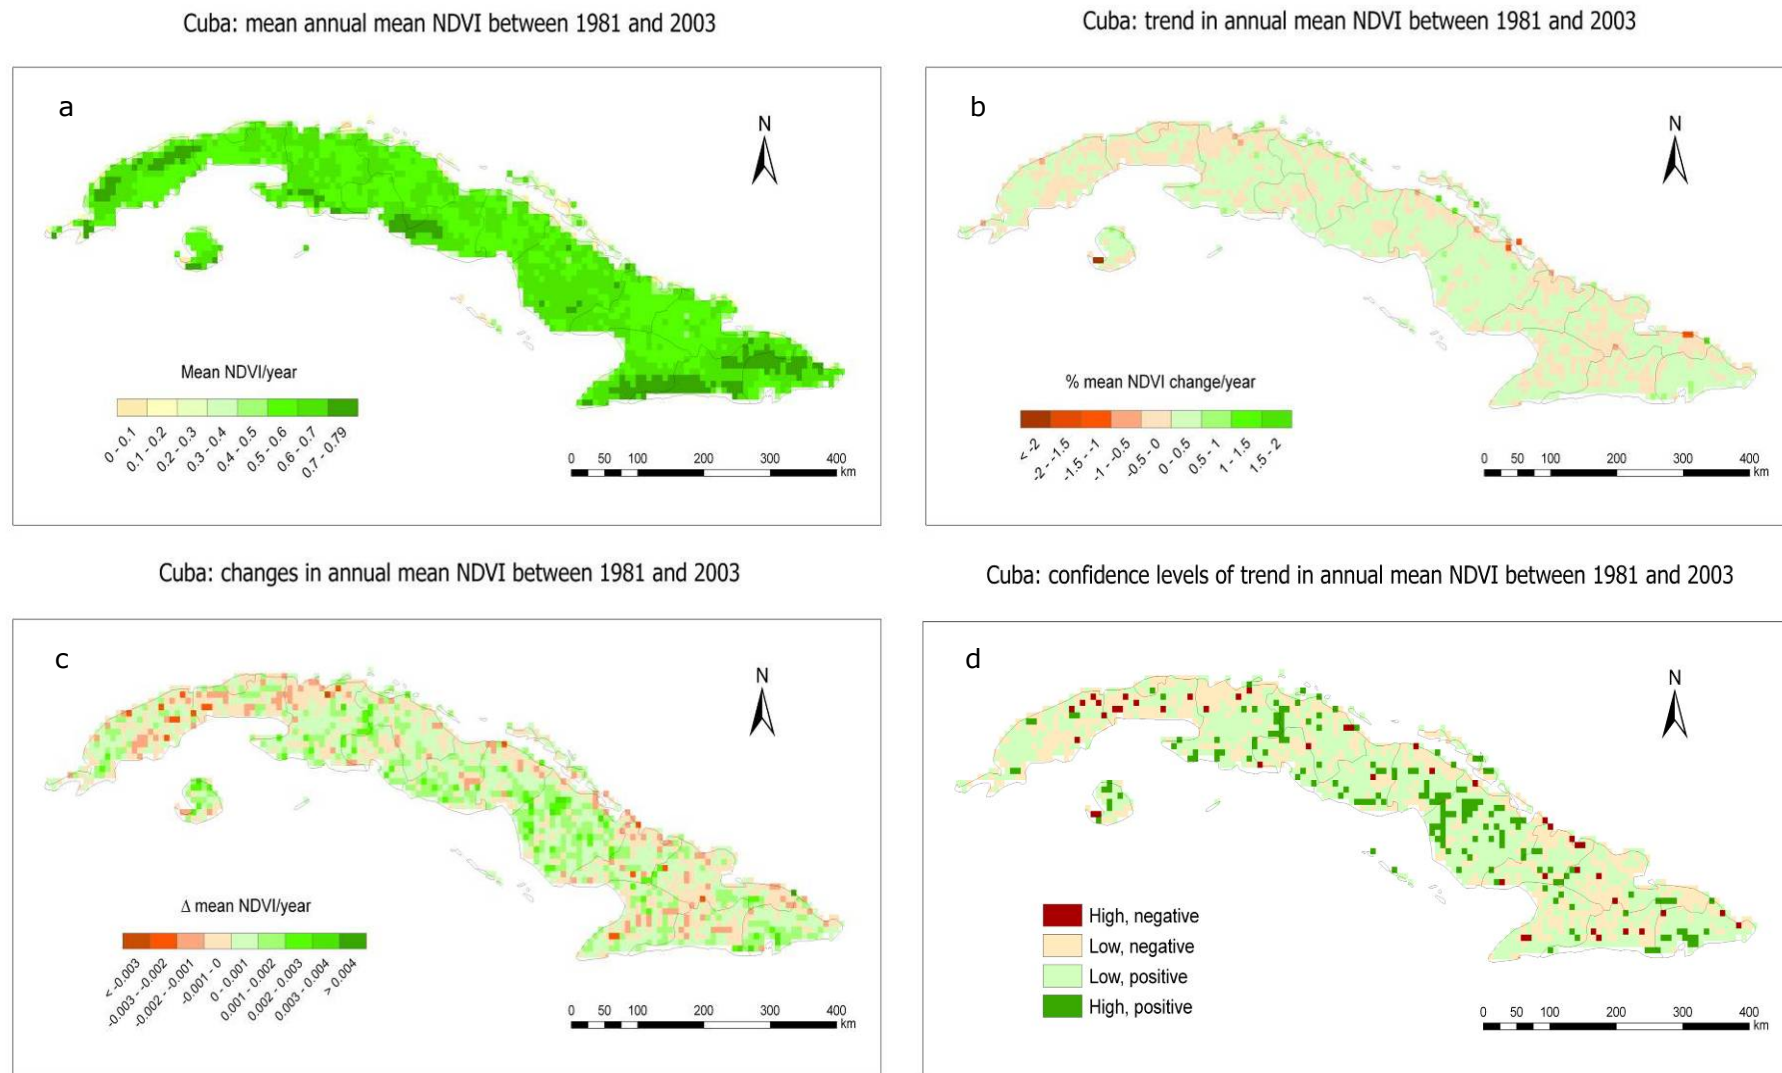 Cuba: mean annual mean NDVI between 1981 and 2003
a
N
Mean NDVI/year
0 - 0.1
0.1 - 0.2
0.2 - 0.3
0.3 - 0.4
0.4 - 0.5
0.5 - 0.6
0.6 - 0.7
0.7 - 0.79
0 50 100 200 300 400
km
Cuba: trend in annual mean NDVI between 1981 and 2003
b
N
% mean NDVI change/year
< -2
-2 - -1.5
-1.5 - -1
-1 - -0.5
-0.5 - 0
0 - 0.5
0.5 - 1
1 - 1.5
1.5 - 2
0 50 100 200 300 400
km
Cuba: changes in annual mean NDVI between 1981 and 2003
c
N
Δ mean NDVI/year
< -0.003
-0.003 - -0.002
-0.002 - -0.001
-0.001 - 0
0 - 0.001
0.001 - 0.002
0.002 - 0.003
0.003 - 0.004
> 0.004
0 50 100 200 300 400
km
Cuba: confidence levels of trend in annual mean NDVI between 1981 and 2003
d
N
High, negative
Low, negative
Low, positive
High, positive
0 50 100 200 300 400
km